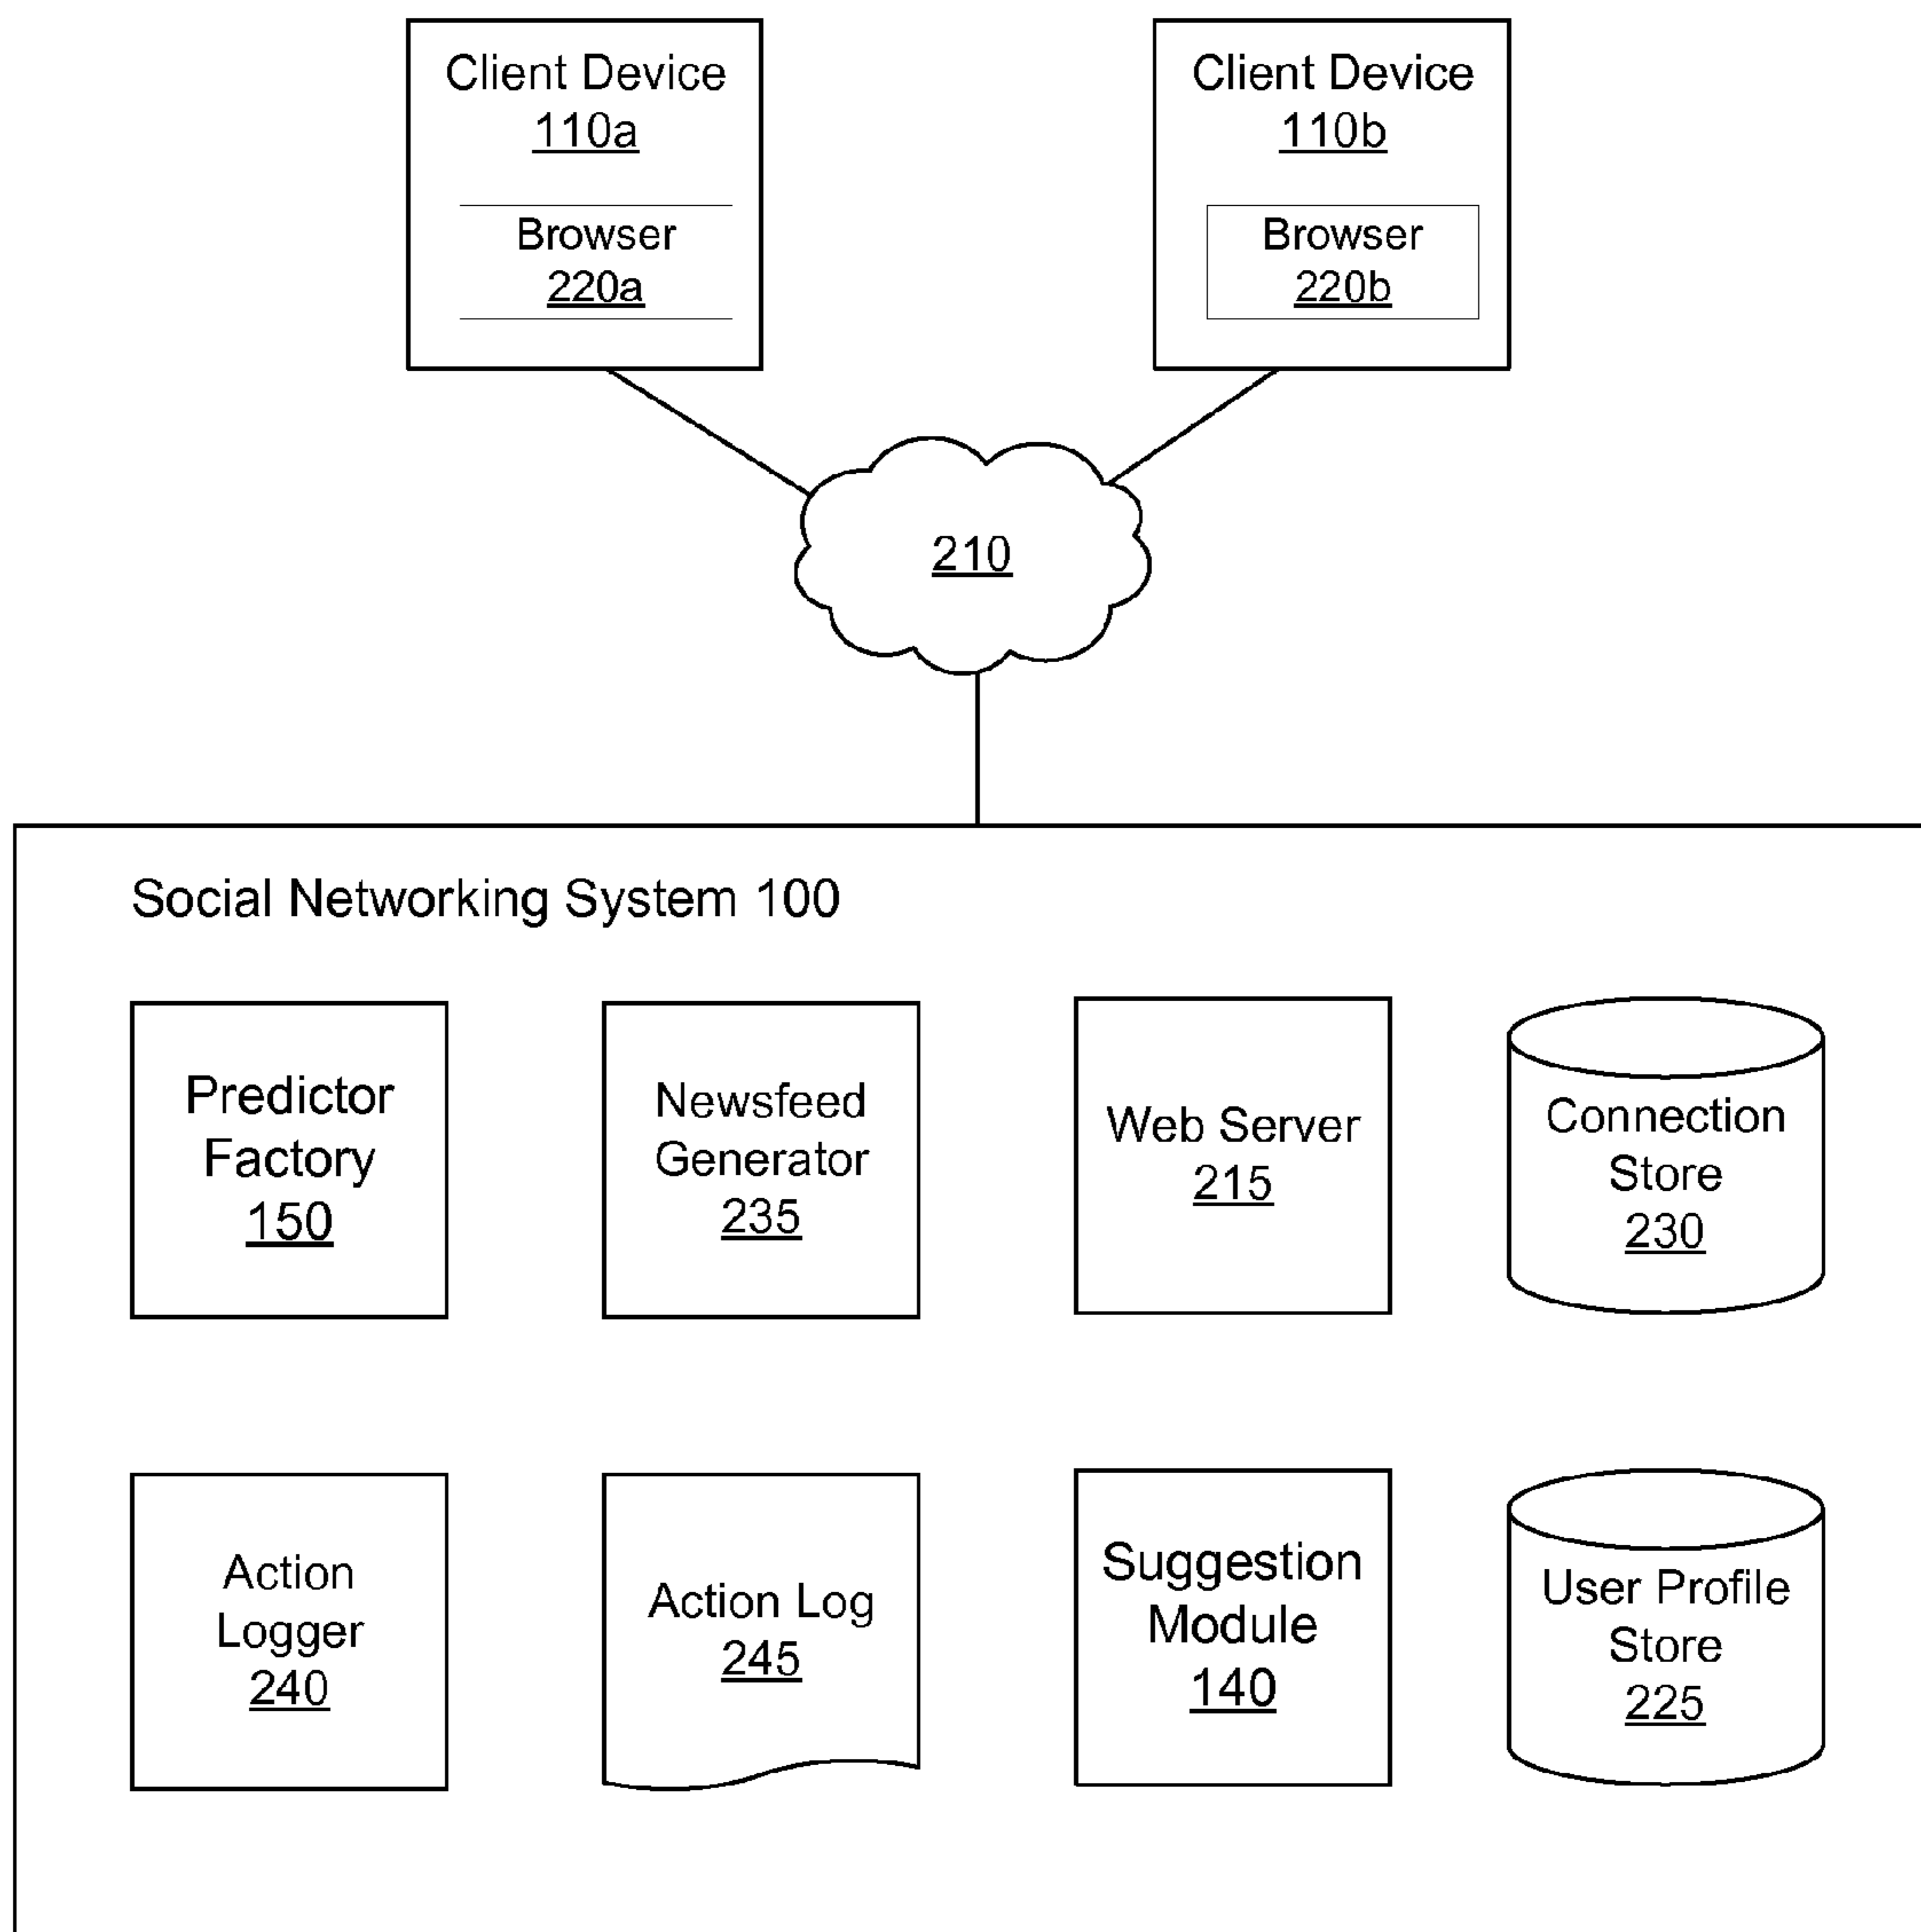 Client Device
110a
Browser
220a
Client Device
110b
Browser
220b
210
Social Networking System 100
Predictor
Factory
150
Newsfeed
Generator
235
Web Server
215
Connection
Store
230
Action
Logger
240
Action Log
245
Suggestion
Module
140
User Profile
Store
225